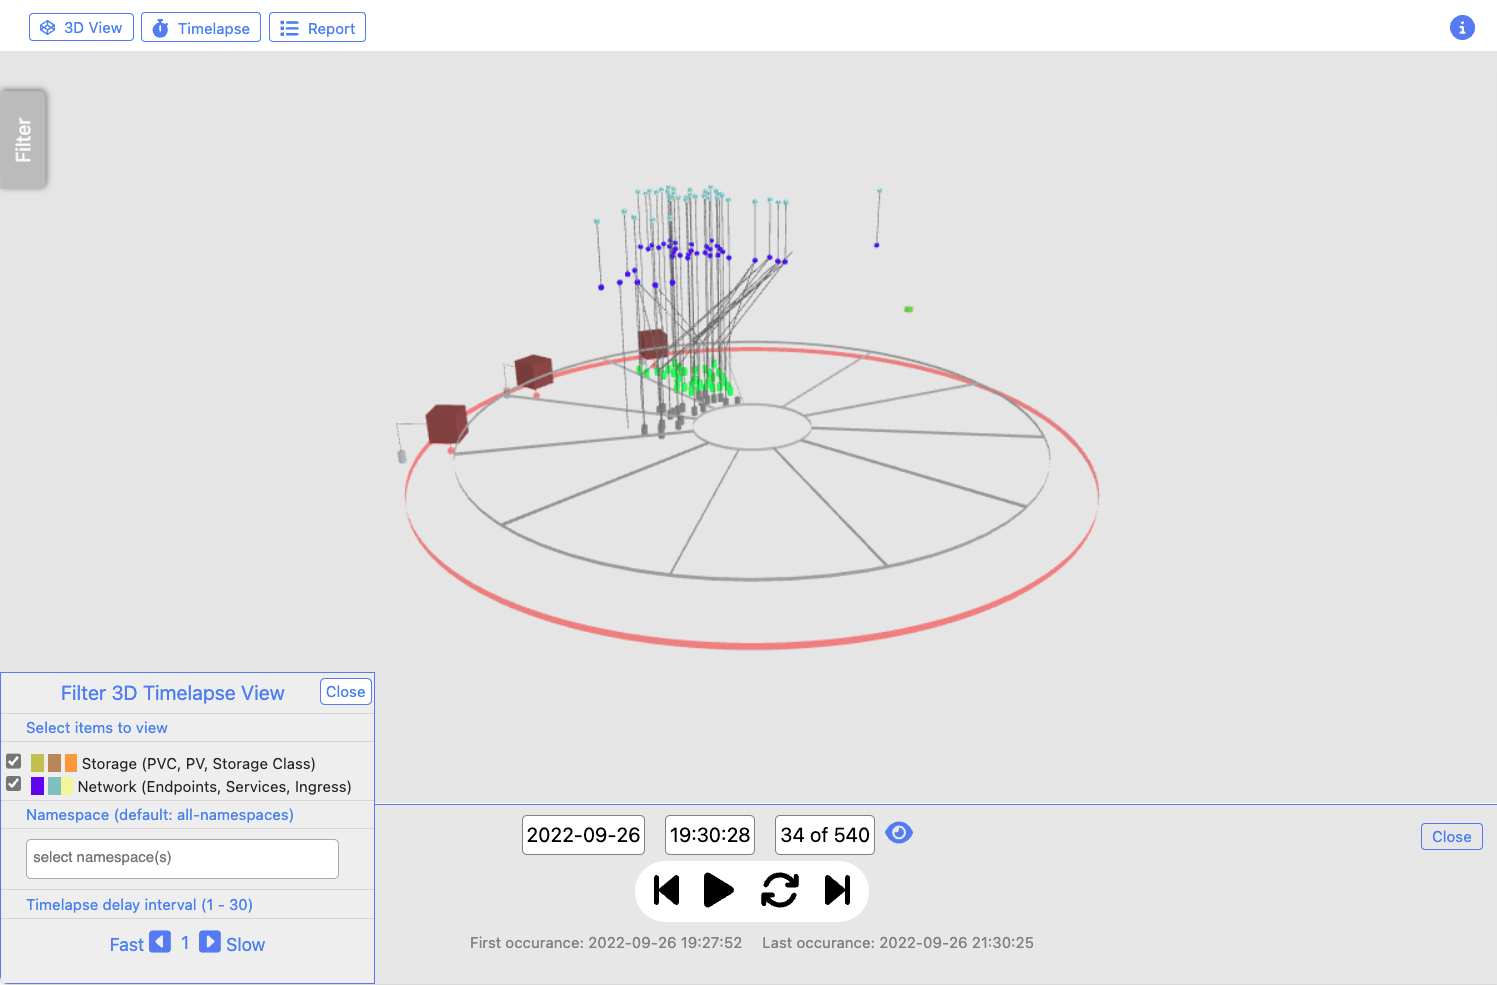 3D View
Timelapse
Report
Filter
Filter 3D Timelapse View
Close
Select items to view
Storage (PVC, PV, Storage Class)
Network (Endpoints, Services, Ingress)
Namespace (default: all-namespaces)
select namespace(s)
Timelapse delay interval (1 - 30)
Fast 1 Slow
2022-09-26 19:30:28 34 of 540
Close
First occurance: 2022-09-26 19:27:52 Last occurance: 2022-09-26 21:30:25